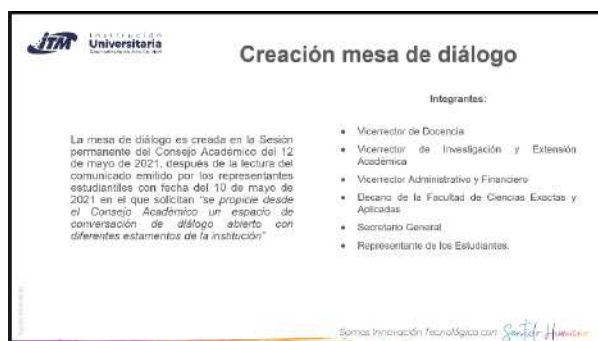 iTM
Institución
Universitaria
Creación mesa de diálogo
La mesa de diálogo es creada en la Sesión
permanente del Consejo Académico del 12
de mayo de 2021, después de la lectura del
comunicado emitido por los representantes
estudiantiles con fecha del 10 de mayo de
2021 en el que solicitan "se propicie desde
el Consejo Académico un espacio de
conversación de diálogo abierto con
diferentes estamentos de la institución"
Integrantes:
Vicerrector de Docencia
Vicerrector de Investigación y Extensión
Académica
Vicerrector Administrativo y Financiero
Decano de la Facultad de Ciencias Exactas y
Aplicadas
Secretario General
Representante de los Estudiantes.
Somos Innovación Tecnológica con Sentido Humano